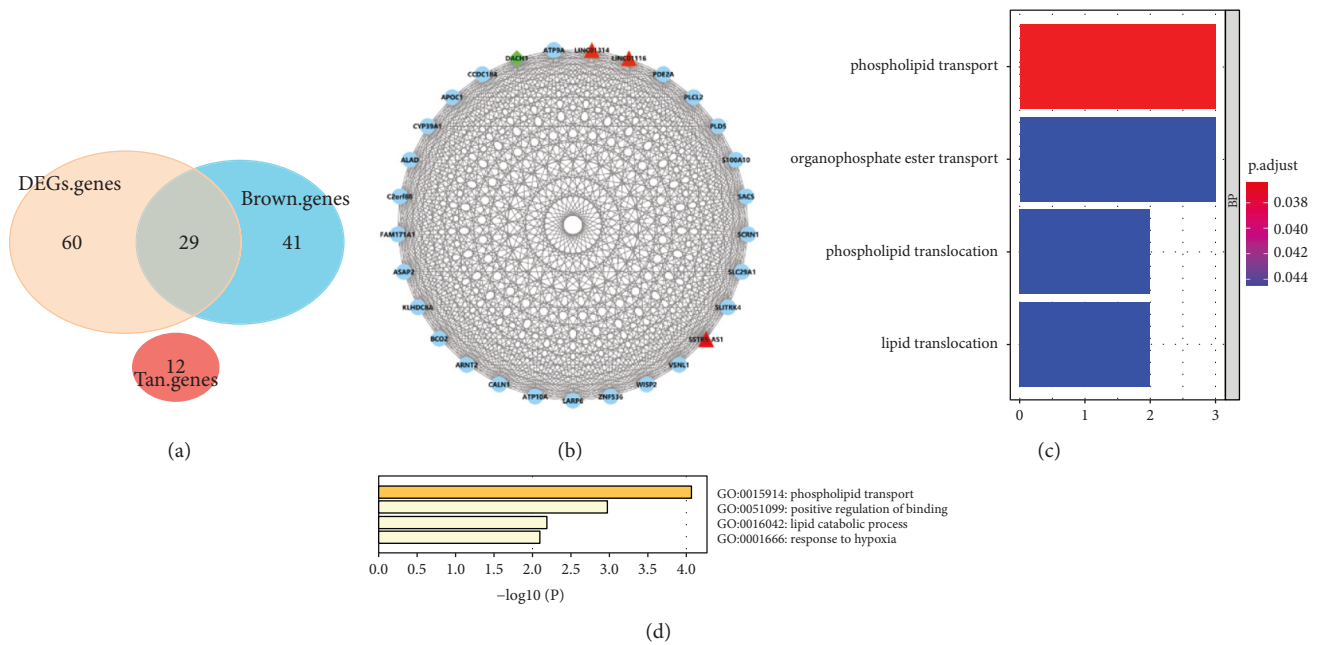 DEGs.genes
Brown.genes
60
29
41
12
Tan.genes
(a)
ATP9A
LINC01314
LINC01116
PDE2A
PLCL2
PLD5
S100A10
SACS
SCRN1
SLC29A1
SLITRK4
SSTR5-AS1
VSNL1
WISP2
ZNF536
LARP6
ATP10A
CALN1
ARNT2
BCO2
KLHDC8A
ASAP2
FAM171A1
ALAD
CYP39A1
APOC1
CCDC184
DACH1
(b)
phospholipid transport
organophosphate ester transport
phospholipid translocation
lipid translocation
0 1 2 3
BP
p.adjust
0.038
0.040
0.042
0.044
(c)
GO:0015914: phospholipid transport
GO:0051099: positive regulation of binding
GO:0016042: lipid catabolic process
GO:0001666: response to hypoxia
0.0 0.5 1.0 1.5 2.0 2.5 3.0 3.5 4.0
−log10 (P)
(d)